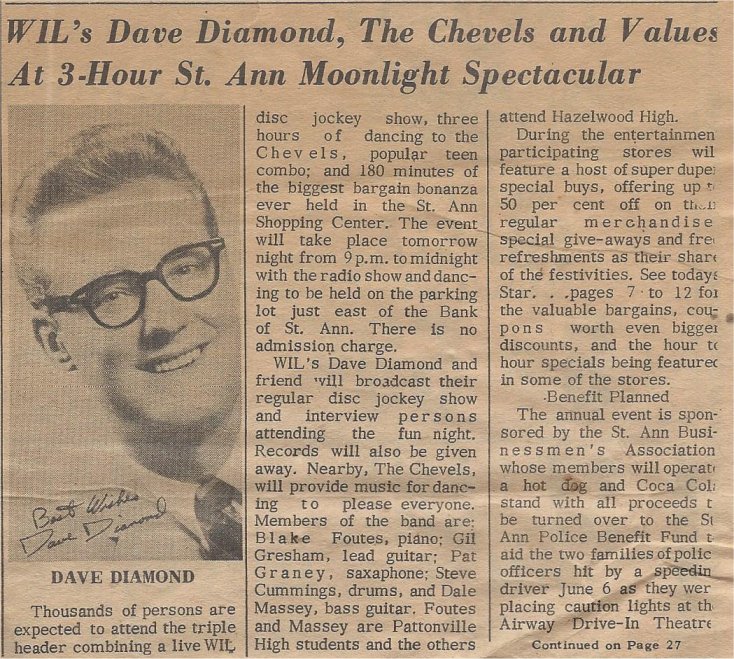 WIL's Dave Diamond, The Chevels and Values
At 3-Hour St. Ann Moonlight Spectacular
Best Wishes
Dave Diamond
DAVE DIAMOND
Thousands of persons are
expected to attend the triple
header combining a live WIL
disc jockey show, three
hours of dancing to the
Chevels, popular teen
combo; and 180 minutes of
the biggest bargain bonanza
ever held in the St. Ann
Shopping Center. The event
will take place tomorrow
night from 9 p.m. to midnight
with the radio show and danc-
ing to be held on the parking
lot just east of the Bank
of St. Ann. There is no
admission charge.
WIL's Dave Diamond and
friend will broadcast their
regular disc jockey show
and interview persons
attending the fun night.
Records will also be given
away. Nearby, The Chevels,
will provide music for danc-
ing to please everyone.
Members of the band are:
Blake Foutes, piano; Gil
Gresham, lead guitar; Pat
Graney, saxaphone; Steve
Cummings, drums, and Dale
Massey, bass guitar. Foutes
and Massey are Pattonville
High students and the others
attend Hazelwood High.
During the entertainmen
participating stores wil
feature a host of super dupe
special buys, offering up t
50 per cent off on
regular merchandise
special give-aways and free
refreshments as their share
of the festivities. See todays
Star. . .pages 7 to 12 for
the valuable bargains, cou-
pons worth even bigger
discounts, and the hour to
hour specials being featured
in some of the stores.
Benefit Planned
The annual event is spon-
sored by the St. Ann Busi-
nessmen's Association
whose members will operate
a hot dog and Coca Col
stand with all proceeds t
be turned over to the St
Ann Police Benefit Fund t
aid the two families of polic
officers hit by a speedin
driver June 6 as they wer
placing caution lights at th
Airway Drive-In Theatre
Continued on Page 27